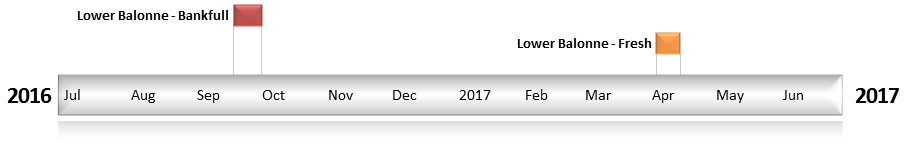 Lower Balonne - Bankfull
Lower Balonne - Fresh
2016 Jul Aug Sep Oct Nov Dec 2017 Feb Mar Apr May Jun 2017